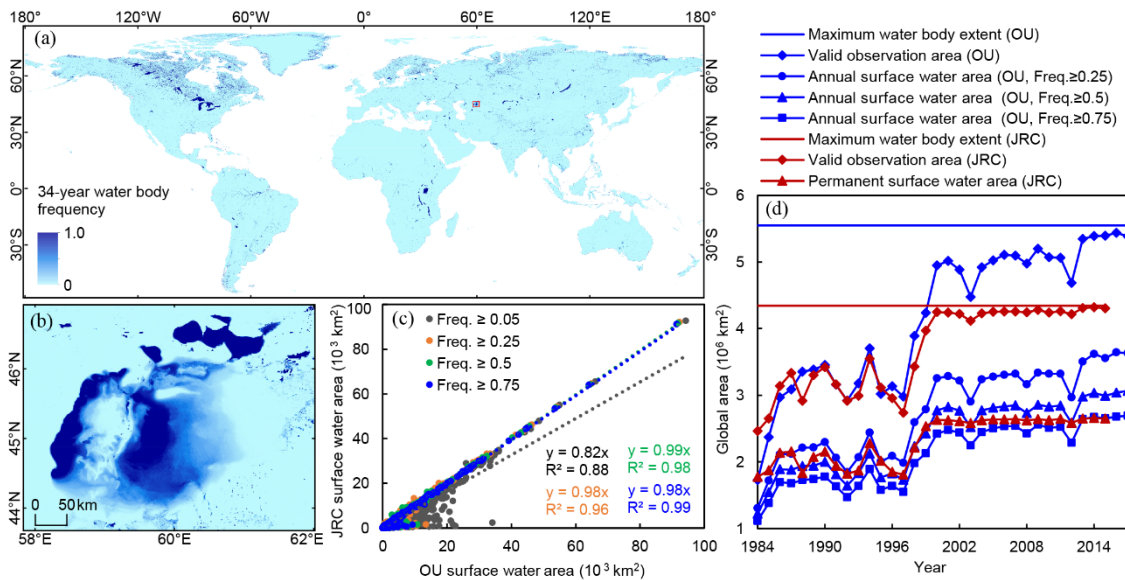 180° 120°W 60°W 0° 60°E 120°E 180°
(a)
60°N
30°N
0°
30°S
60°N
30°N
0°
30°S
34-year water body
frequency
1.0
0
Maximum water body extent (OU)
Valid observation area (OU)
Annual surface water area (OU, Freq.≥0.25)
Annual surface water area (OU, Freq.≥0.5)
Annual surface water area (OU, Freq.≥0.75)
Maximum water body extent (JRC)
Valid observation area (JRC)
Permanent surface water area (JRC)
(b)
46°N
45°N
44°N
0 50 km
58°E 60°E 62°E
(c)
Freq. ≥ 0.05
Freq. ≥ 0.25
Freq. ≥ 0.5
Freq. ≥ 0.75
y = 0.82x
R² = 0.88
y = 0.99x
R² = 0.98
y = 0.98x
R² = 0.96
y = 0.98x
R² = 0.99
JRC surface water area (10³ km²)
100
80
60
40
20
0
0 20 40 60 80 100
OU surface water area (10³ km²)
(d)
Global area (10⁶ km²)
6
5
4
3
2
1
1984 1990 1996 2002 2008 2014
Year